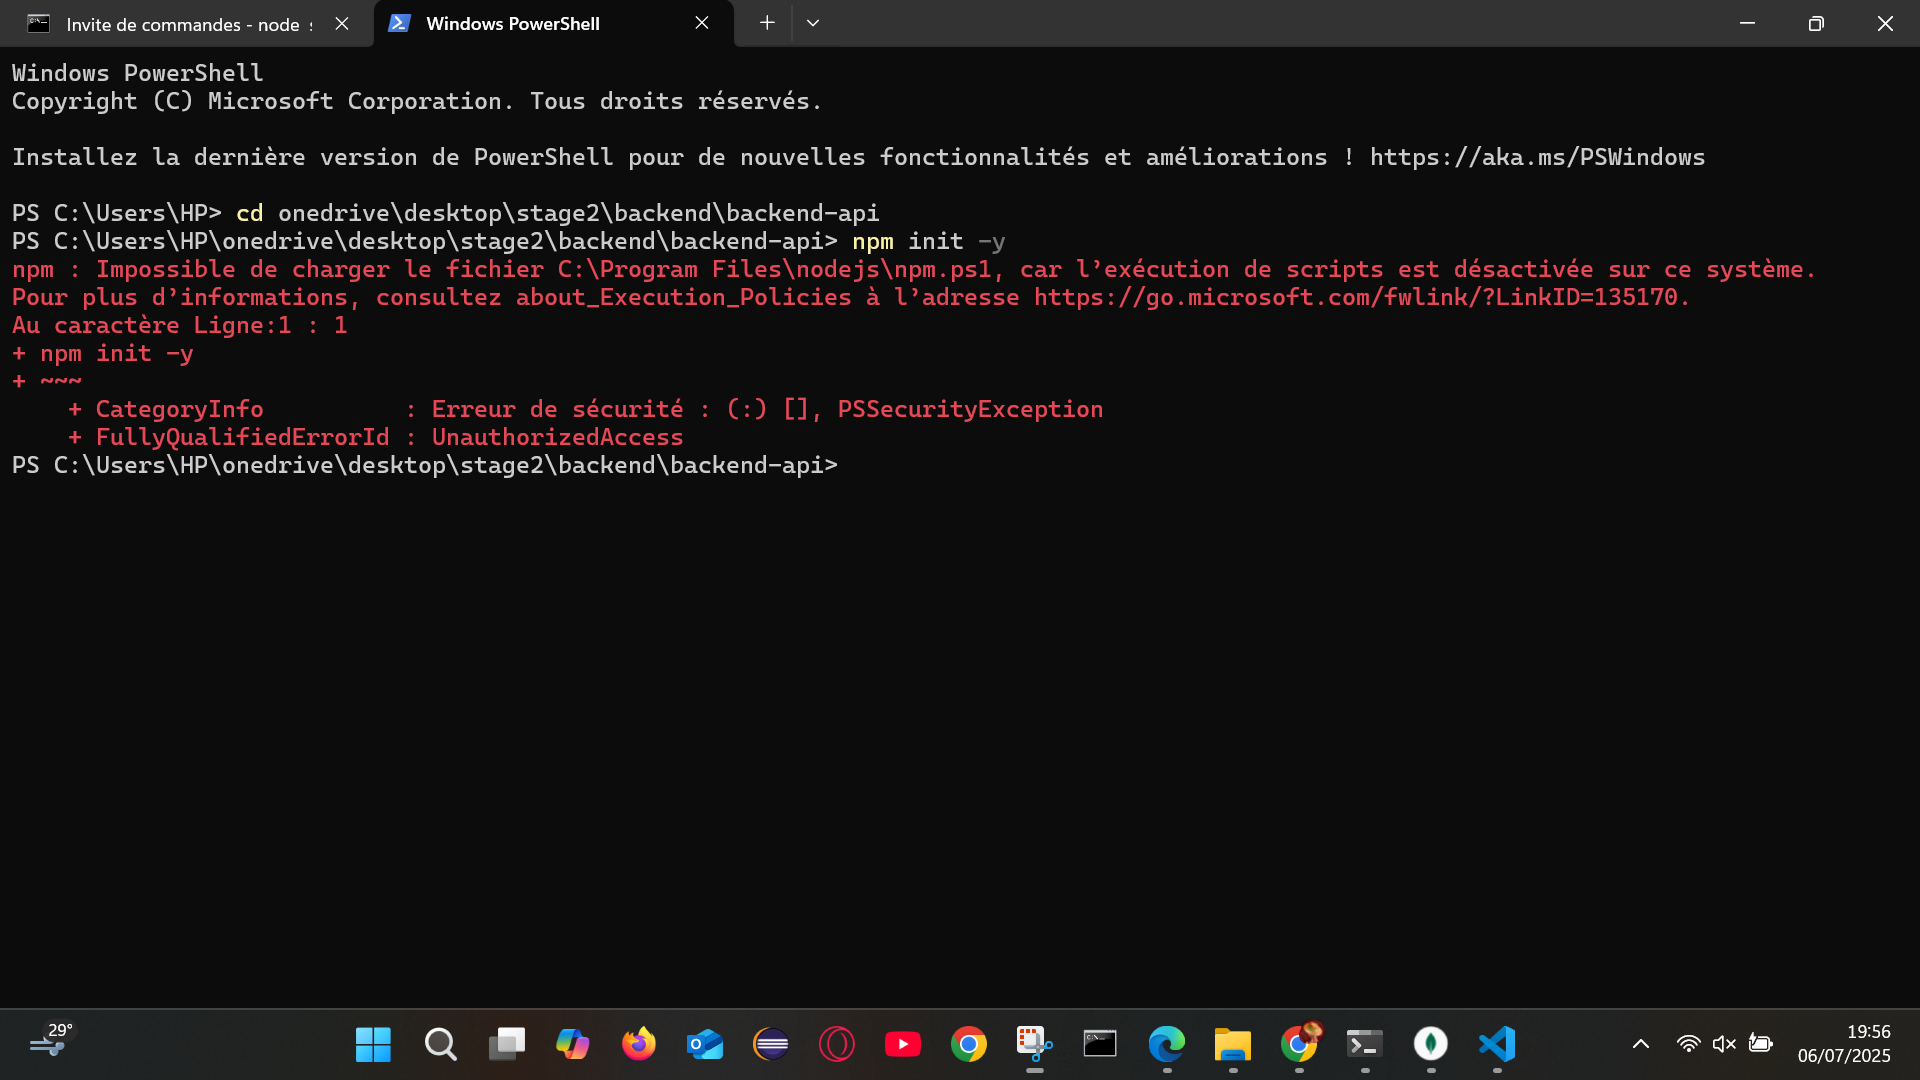 Invite de commandes - node
Windows PowerShell
Windows PowerShell
Copyright (C) Microsoft Corporation. Tous droits réservés.
Installez la dernière version de PowerShell pour de nouvelles fonctionnalités et améliorations ! https://aka.ms/PSWindows
PS C:\Users\HP> cd onedrive\desktop\stage2\backend\backend-api
PS C:\Users\HP\onedrive\desktop\stage2\backend\backend-api> npm init -y
npm : Impossible de charger le fichier C:\Program Files\nodejs\npm.ps1, car l’exécution de scripts est désactivée sur ce système.
Pour plus d’informations, consultez about_Execution_Policies à l’adresse https://go.microsoft.com/fwlink/?LinkID=135170.
Au caractère Ligne:1 : 1
+ npm init -y
+ ~~~
    + CategoryInfo          : Erreur de sécurité : (:) [], PSSecurityException
    + FullyQualifiedErrorId : UnauthorizedAccess
PS C:\Users\HP\onedrive\desktop\stage2\backend\backend-api>
29°
19:56
06/07/2025